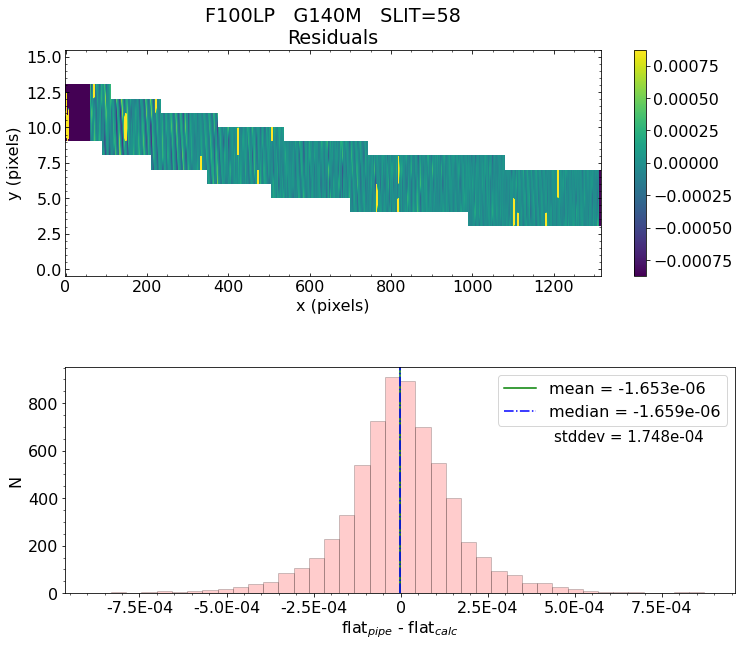 F100LP G140M SLIT=58
Residuals
15.0
12.5
10.0
7.5
5.0
2.5
0.0
y (pixels)
0 200 400 600 800 1000 1200
x (pixels)
0.00075
0.00050
0.00025
0.00000
−0.00025
−0.00050
−0.00075
mean = -1.653e-06
median = -1.659e-06
stddev = 1.748e-04
800
600
400
200
0
N
-7.5E-04 -5.0E-04 -2.5E-04 0 2.5E-04 5.0E-04 7.5E-04
flatpipe - flatcalc